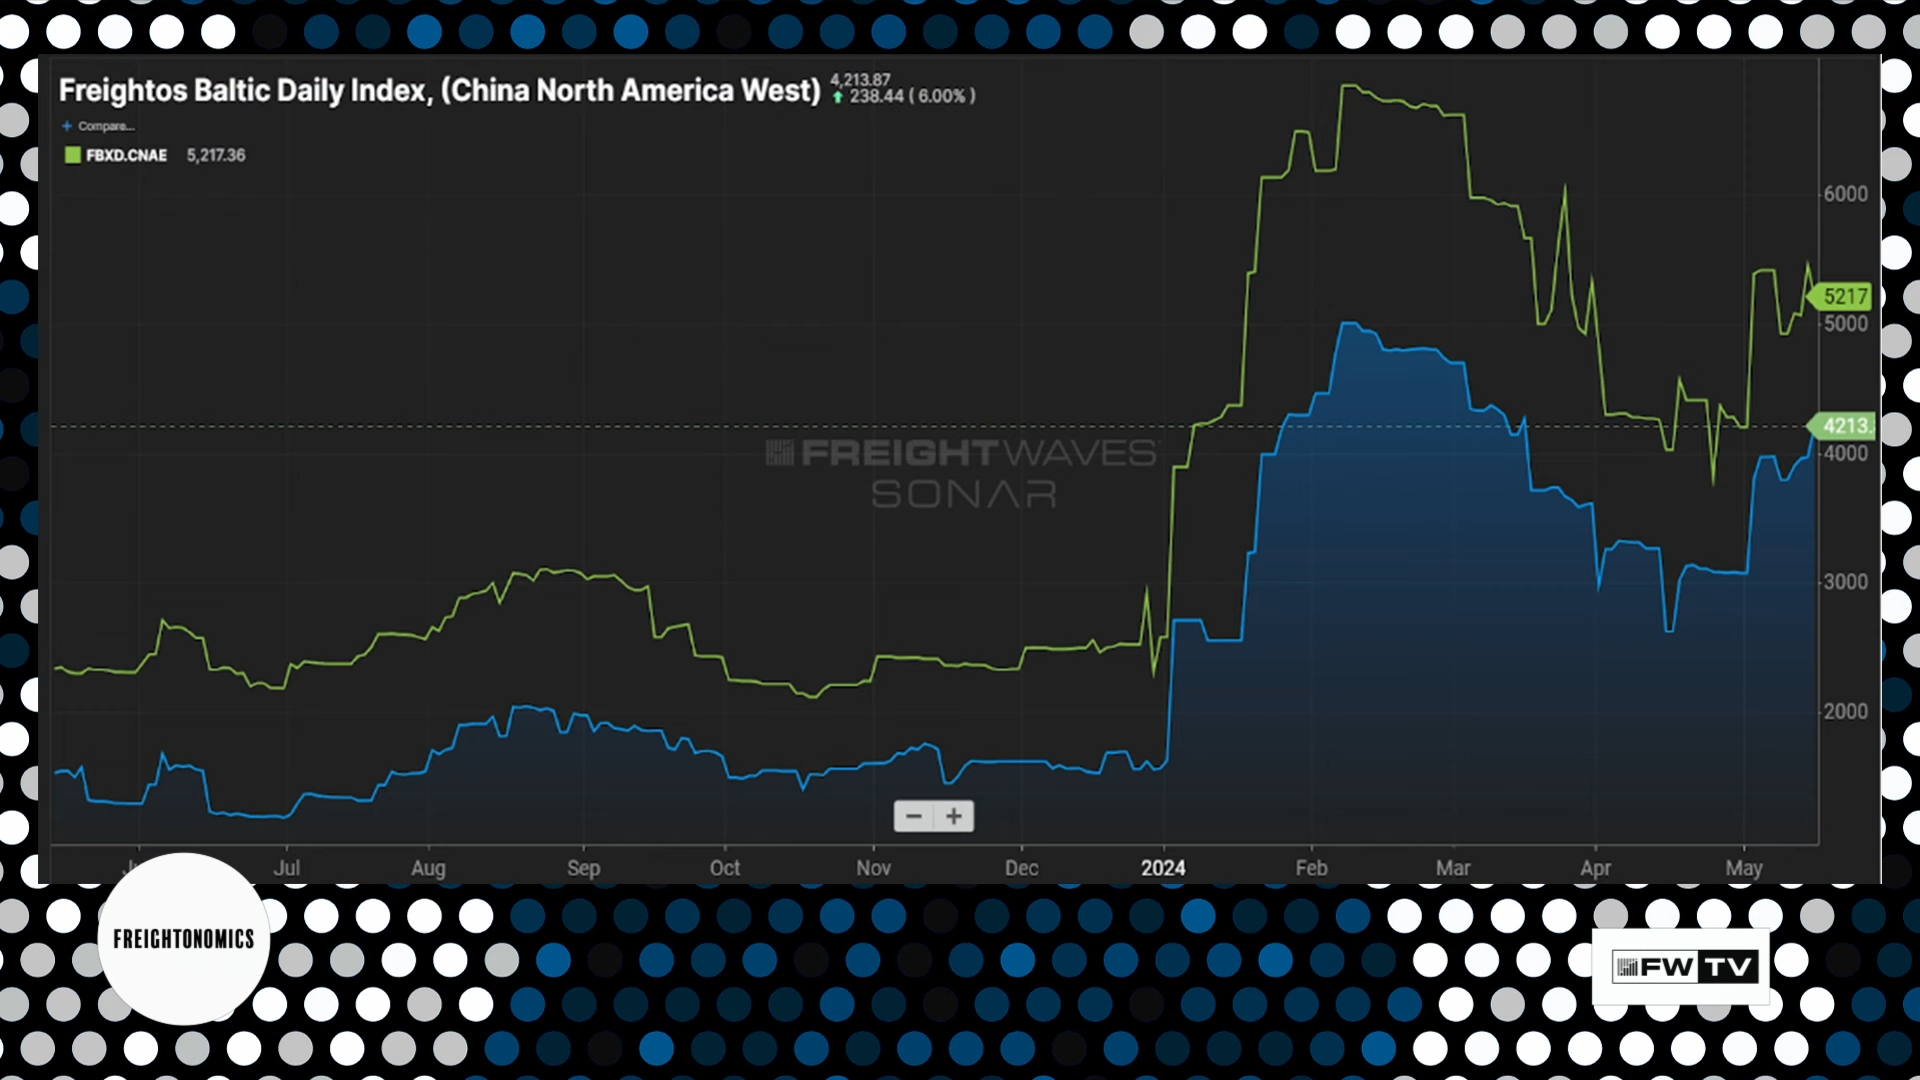 Freightos Baltic Daily Index, (China North America West) 4,213.87
238.44 ( 6.00% )
+ Compare...
FBXD.CNAE 5,217.36
6000
5217
5000
4213.
4000
FREIGHTWAVES
SONAR
3000
2000
− +
Jul Aug Sep Oct Nov Dec 2024 Feb Mar Apr May
FREIGHTONOMICS
FW TV